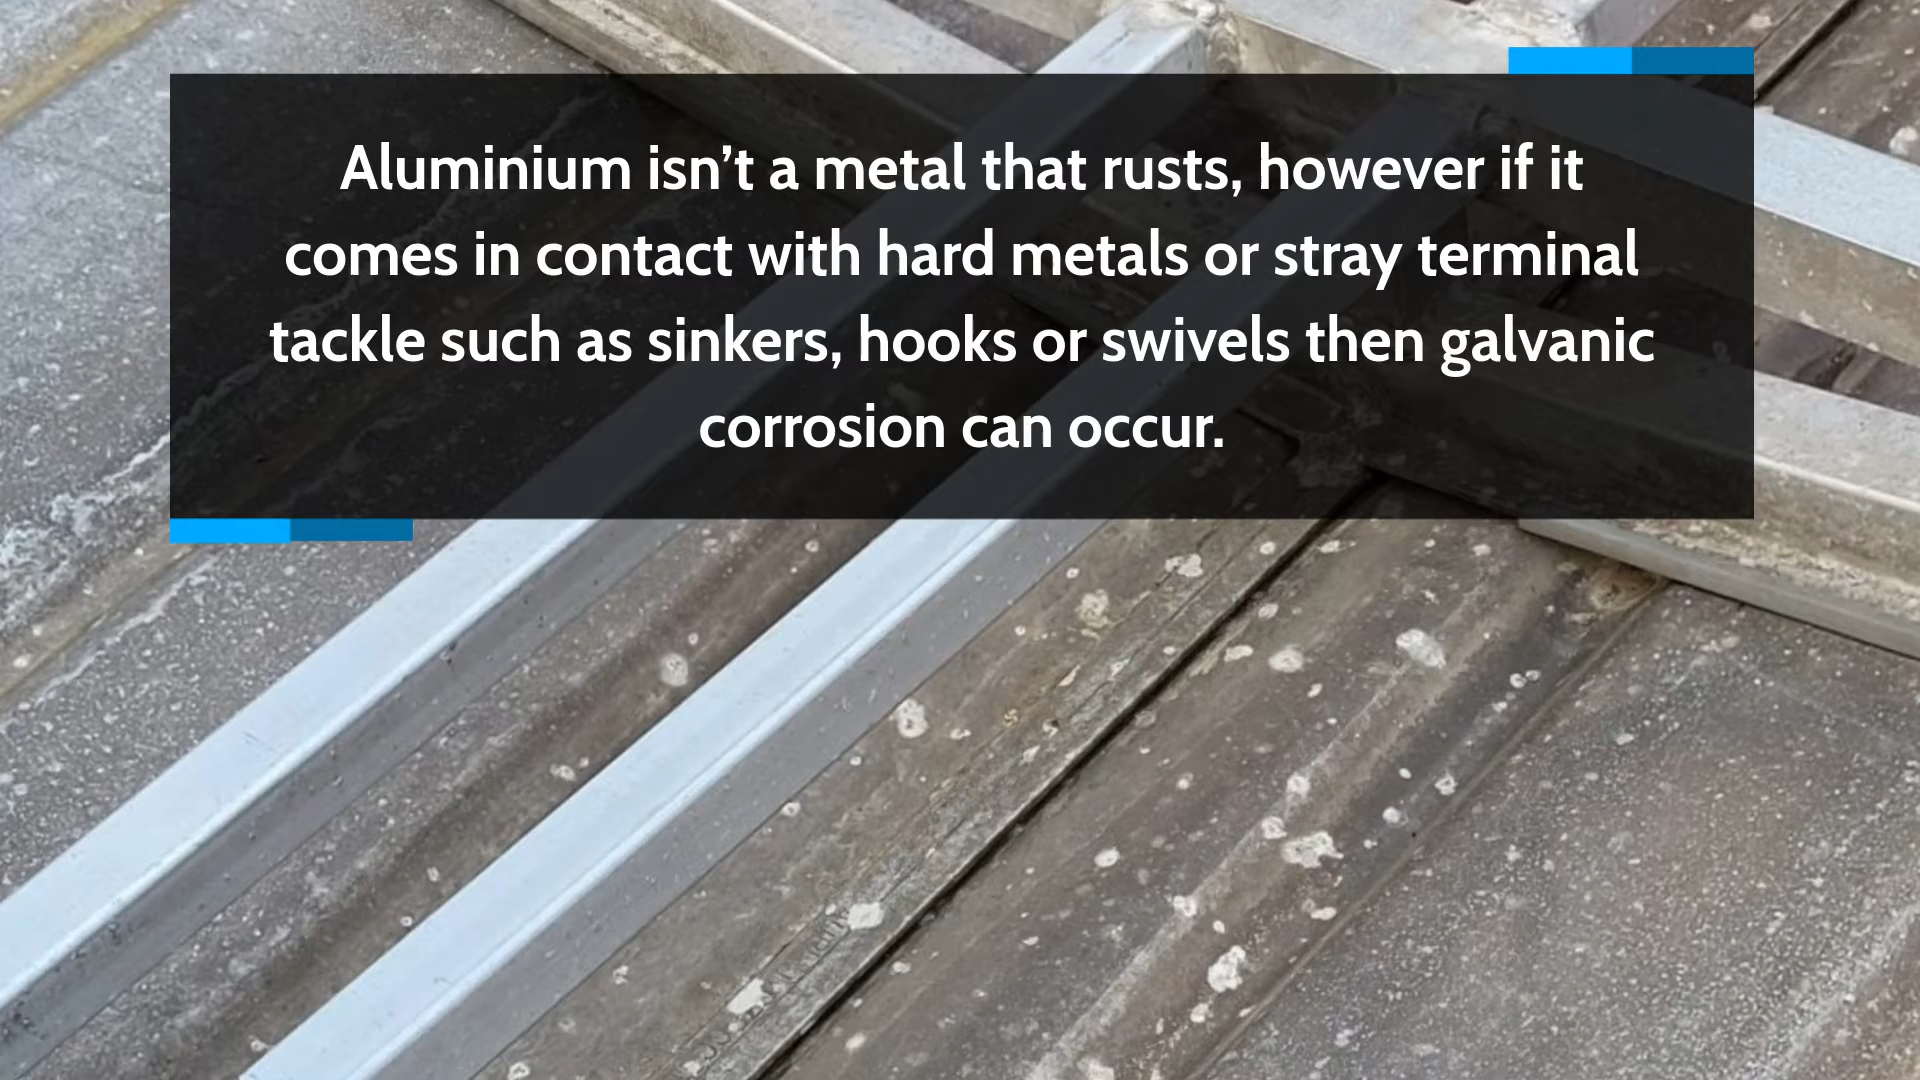 Aluminium isn’t a metal that rusts, however if it
comes in contact with hard metals or stray terminal
tackle such as sinkers, hooks or swivels then galvanic
corrosion can occur.